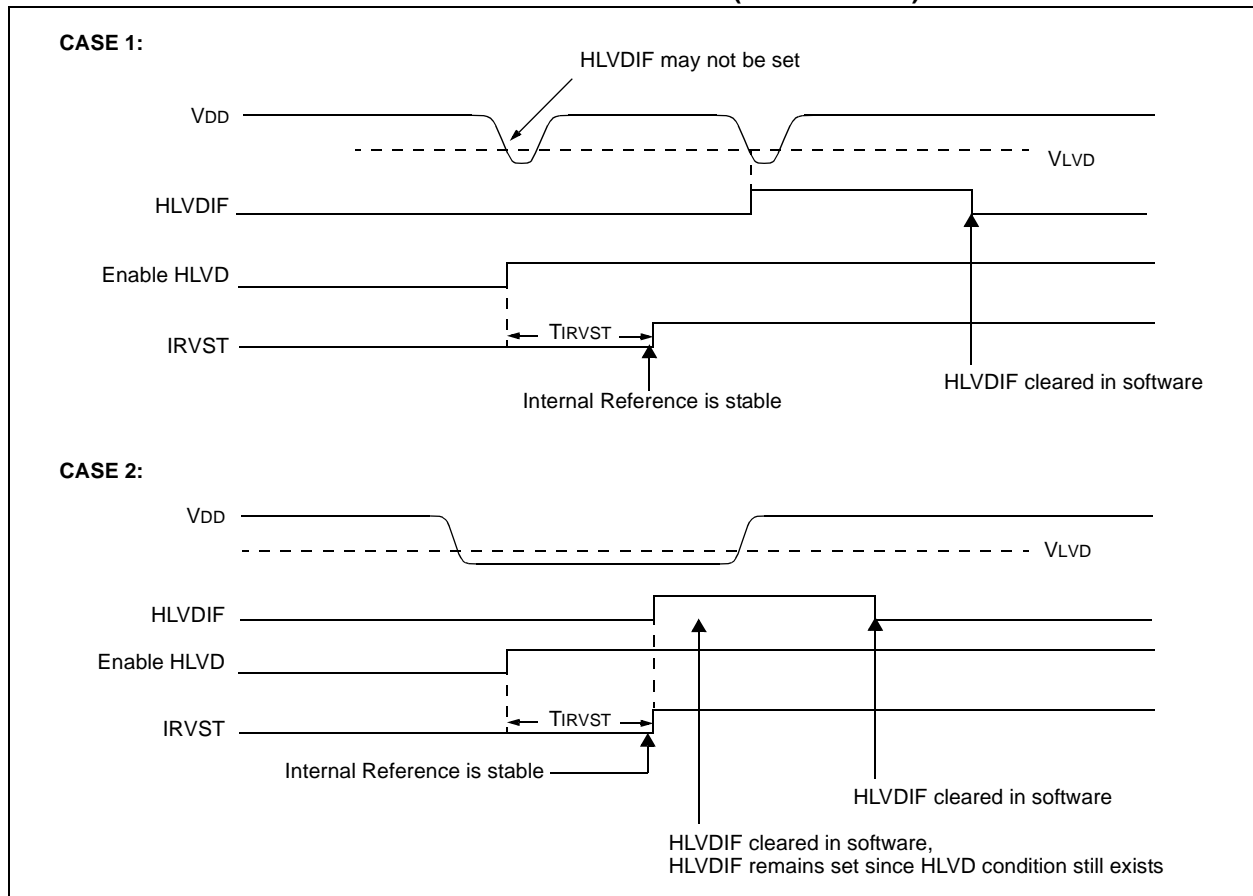 CASE 1:
HLVDIF may not be set
VDD
VLVD
HLVDIF
Enable HLVD
TIRVST
IRVST
HLVDIF cleared in software
Internal Reference is stable
CASE 2:
VDD
VLVD
HLVDIF
Enable HLVD
TIRVST
IRVST
Internal Reference is stable
HLVDIF cleared in software
HLVDIF cleared in software,
HLVDIF remains set since HLVD condition still exists